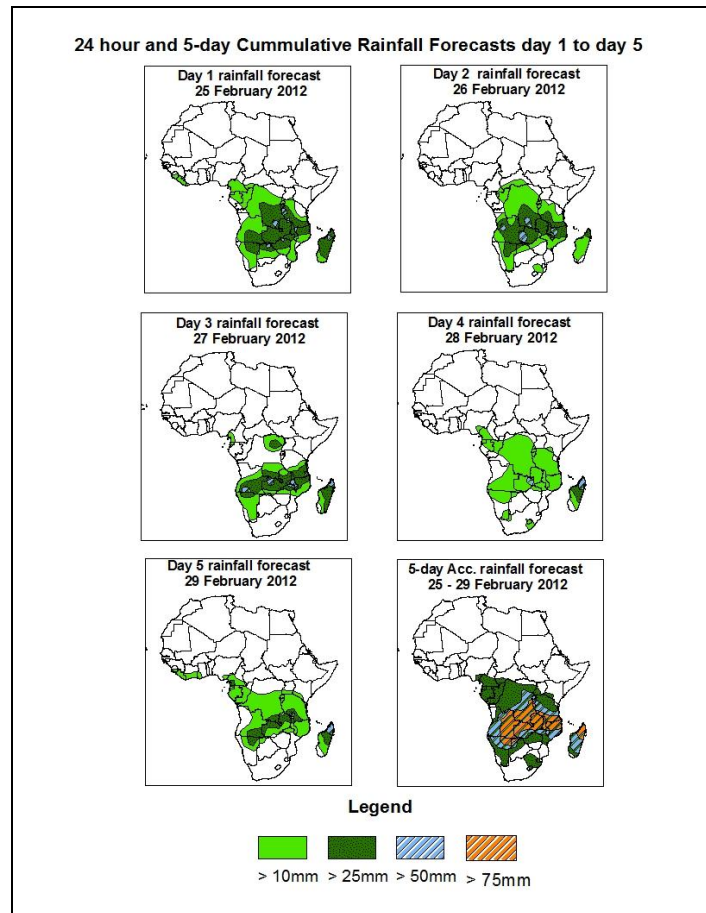 24 hour and 5-day Cummulative Rainfall Forecasts day 1 to day 5
Day 1 rainfall forecast
25 February 2012
Day 2 rainfall forecast
26 February 2012
Day 3 rainfall forecast
27 February 2012
Day 4 rainfall forecast
28 February 2012
Day 5 rainfall forecast
29 February 2012
5-day Acc. rainfall forecast
25 - 29 February 2012
Legend
> 10mm > 25mm > 50mm > 75mm